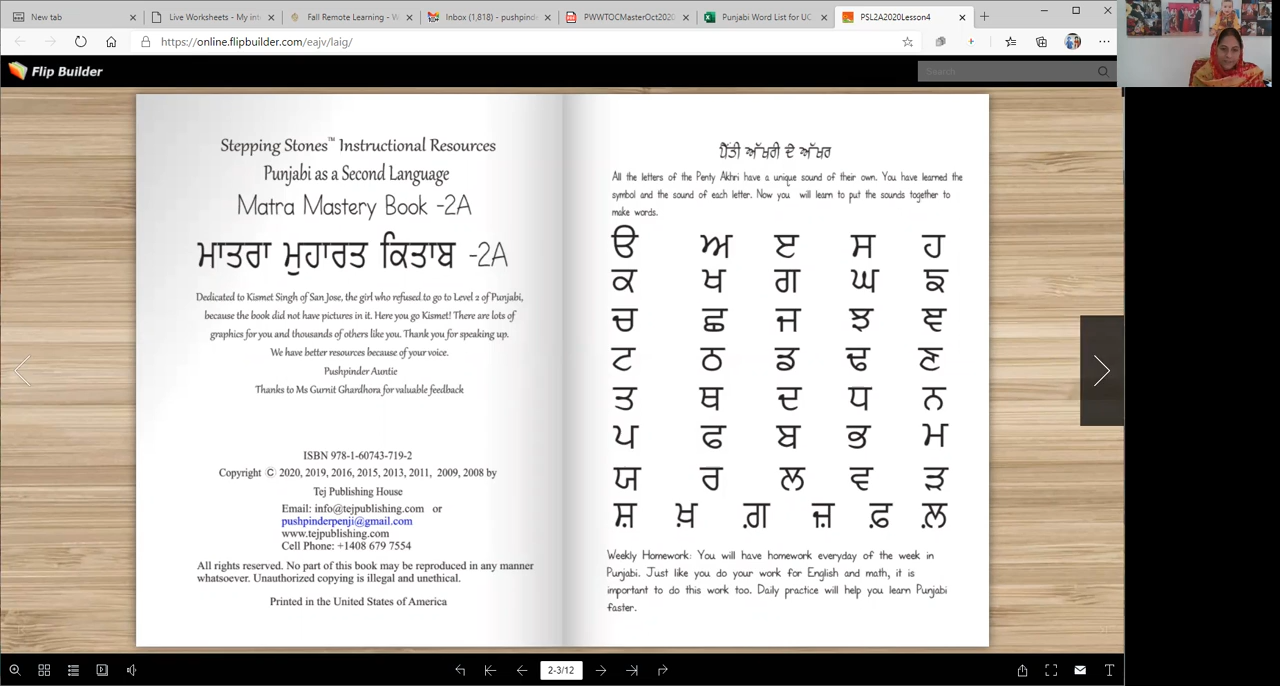 New tab
Live Worksheets - My int
Fall Remote Learning - W
Inbox (1,818) - pushpind
PWWTOCMasterOct2020
Punjabi Word List for UC
PSL2A2020Lesson4
https://online.flipbuilder.com/eajv/laig/
Flip Builder
Search
Stepping Stones™ Instructional Resources
Punjabi as a Second Language
Matra Mastery Book -2A
ਮਾਤਰਾ ਮੁਹਾਰਤ ਕਿਤਾਬ -2A
Dedicated to Kismet Singh of San Jose, the girl who refused to go to Level 2 of Punjabi,
because the book did not have pictures in it. Here you go Kismet! There are lots of
graphics for you and thousands of others like you. Thank you for speaking up.
We have better resources because of your voice.
Pushpinder Auntie
Thanks to Ms Gurnit Ghardhora for valuable feedback
ISBN 978-1-60743-719-2
Copyright © 2020, 2019, 2016, 2015, 2013, 2011, 2009, 2008 by
Tej Publishing House
Email: info@tejpublishing.com or
pushpinderpenji@gmail.com
www.tejpublishing.com
Cell Phone: +1408 679 7554
All rights reserved. No part of this book may be reproduced in any manner
whatsoever. Unauthorized copying is illegal and unethical.
Printed in the United States of America
ਪੈਂਤੀ ਅੱਖਰੀ ਦੇ ਅੱਖਰ
All the letters of the Penty Akhri have a unique sound of their own. You have learned the
symbol and the sound of each letter. Now you will learn to put the sounds together to
make words.
ੳ ਅ ੲ ਸ ਹ
ਕ ਖ ਗ ਘ ਙ
ਚ ਛ ਜ ਝ ਞ
ਟ ਠ ਡ ਢ ਣ
ਤ ਥ ਦ ਧ ਨ
ਪ ਫ ਬ ਭ ਮ
ਯ ਰ ਲ ਵ ੜ
ਸ਼ ਖ਼ ਗ਼ ਜ਼ ਫ਼ ਲ਼
Weekly Homework: You will have homework everyday of the week in
Punjabi. Just like you do your work for English and math, it is
important to do this work too. Daily practice will help you learn Punjabi
faster.
2-3/12